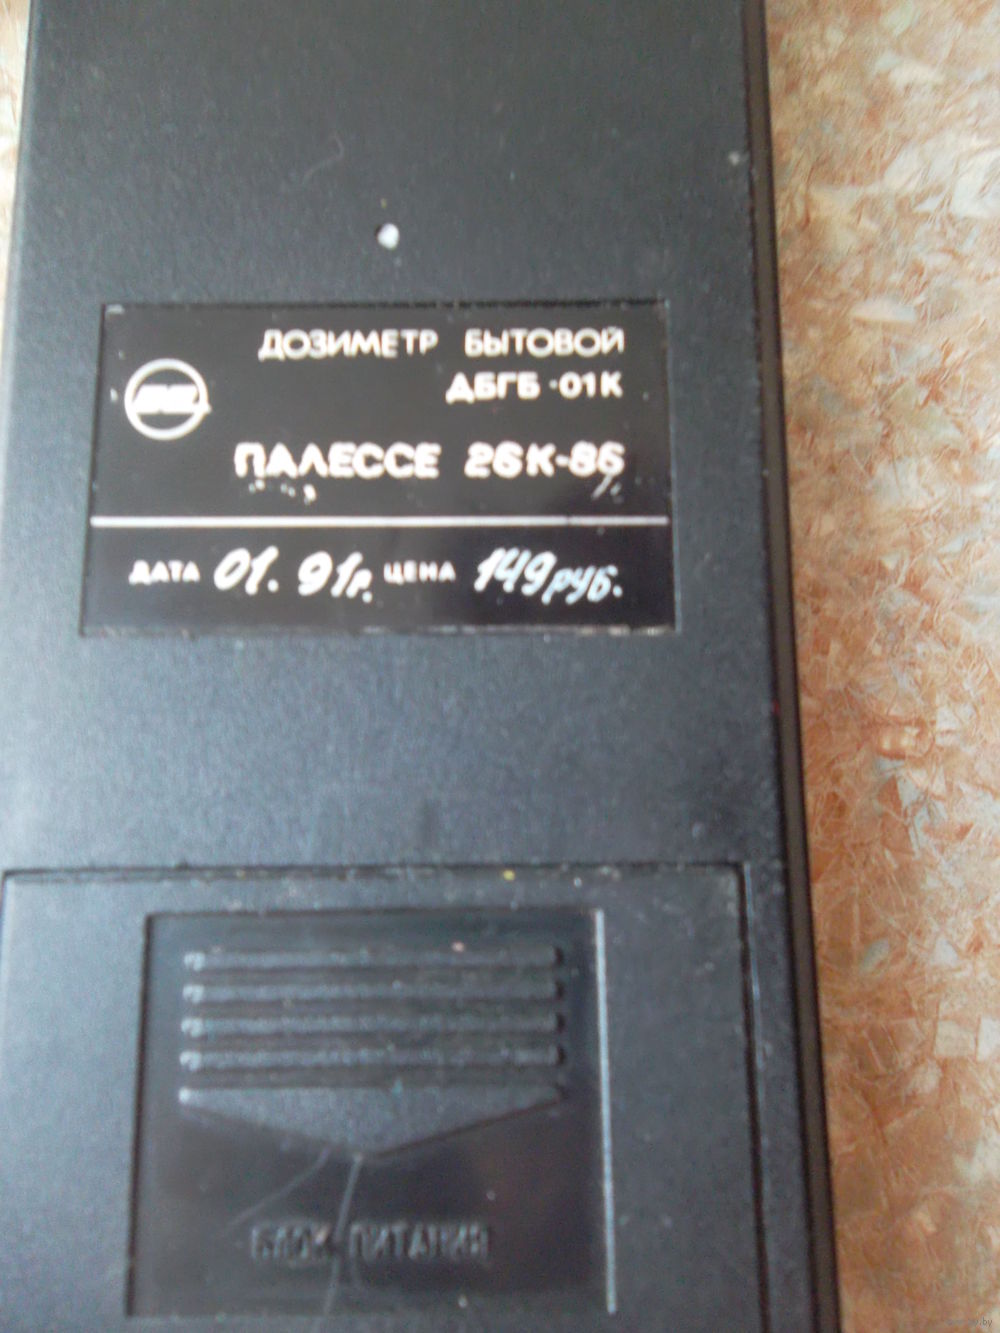 ДОЗИМЕТР БЫТОВОЙ
ДБГБ-01К
ПАЛЕССЕ 26К-86
ДАТА 01.91г. ЦЕНА 149руб.
БЛОК ПИТАНИЯ